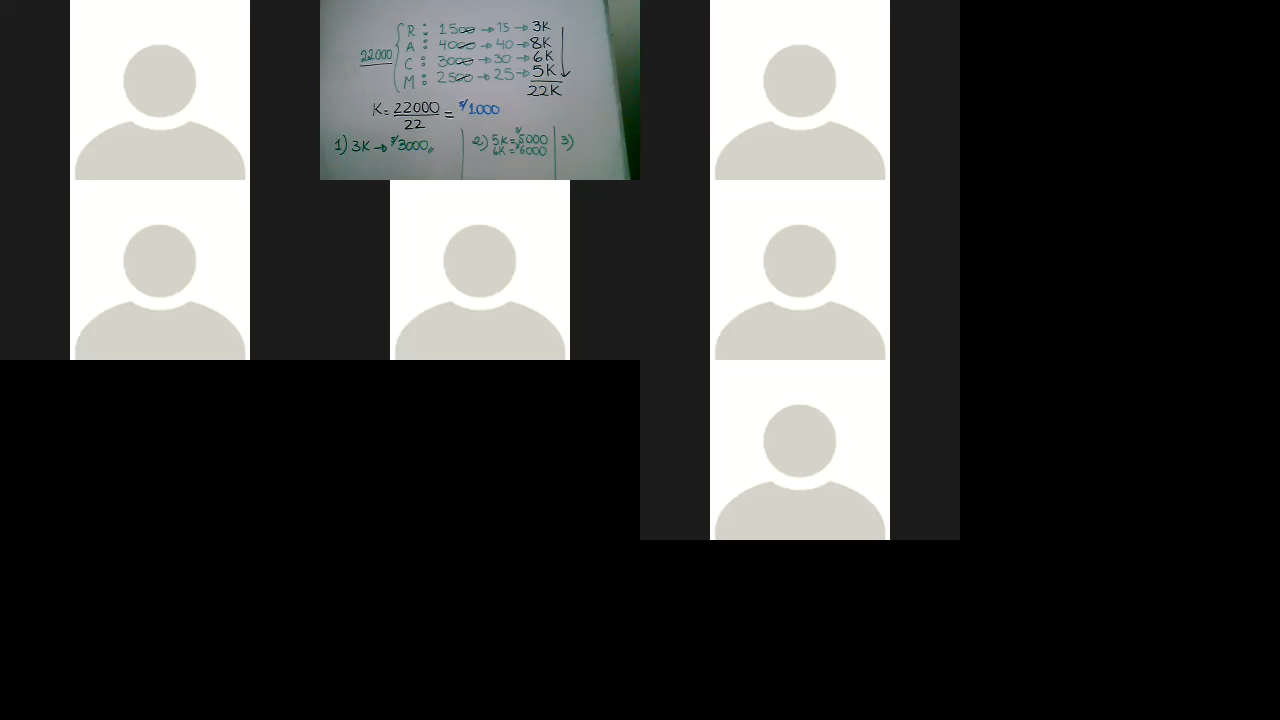 R : 1500 → 15 → 3K
22000 A : 4000 → 40 → 8K
C : 3000 → 30 → 6K
M : 2500 → 25 → 5K
22K
K = 22000 / 22 = S/1000
1) 3K → S/3000,,
2) 5K = S/5000
6K = S/6000
3)